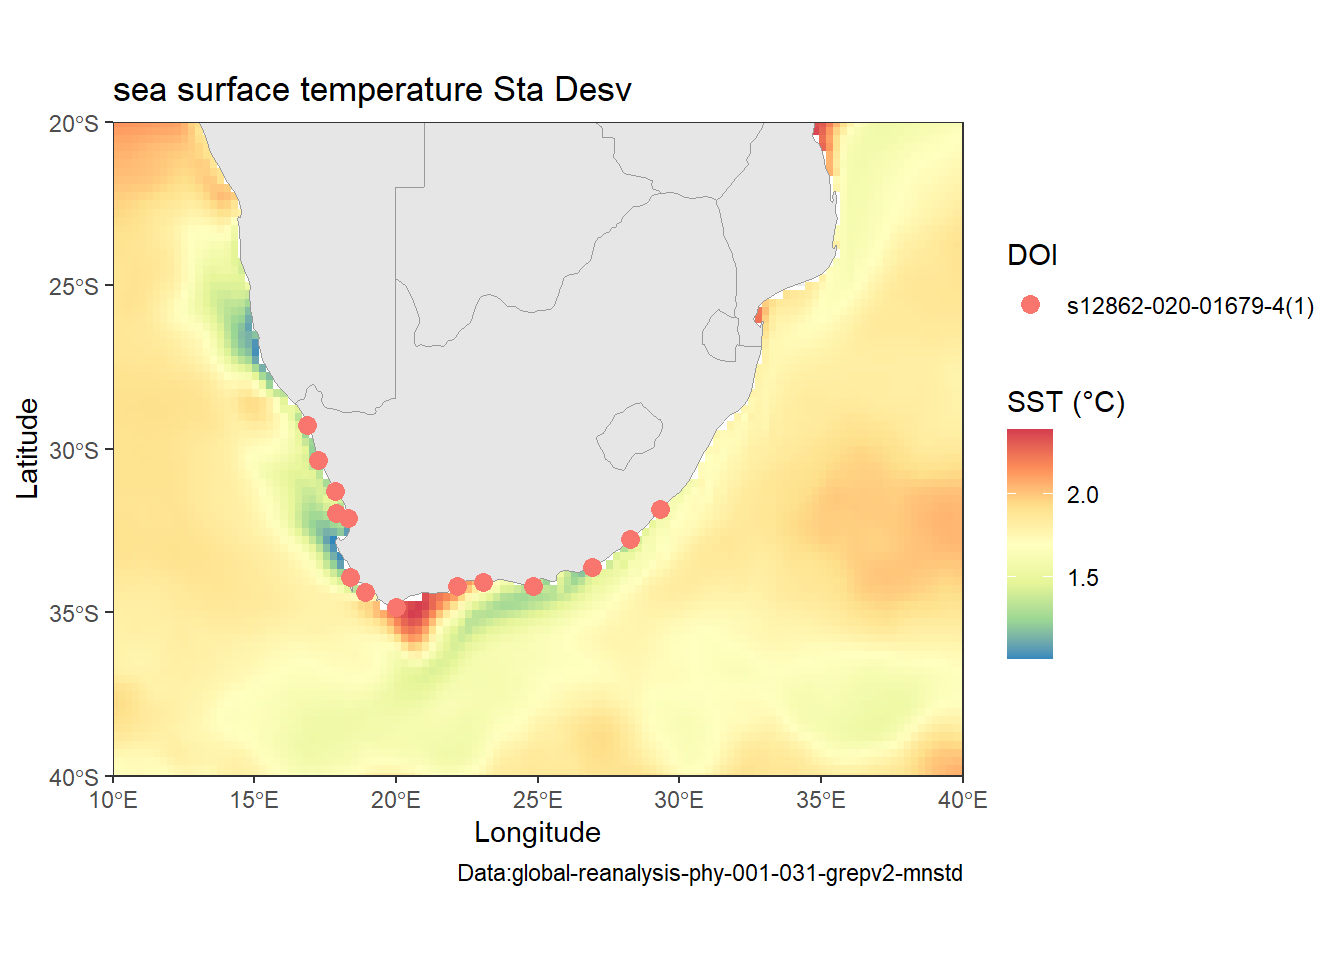 sea surface temperature Sta Desv
20°S
25°S
30°S
35°S
40°S
Latitude
10°E
15°E
20°E
25°E
30°E
35°E
40°E
Longitude
Data:global-reanalysis-phy-001-031-grepv2-mnstd
DOI
s12862-020-01679-4(1)
SST (°C)
2.0
1.5